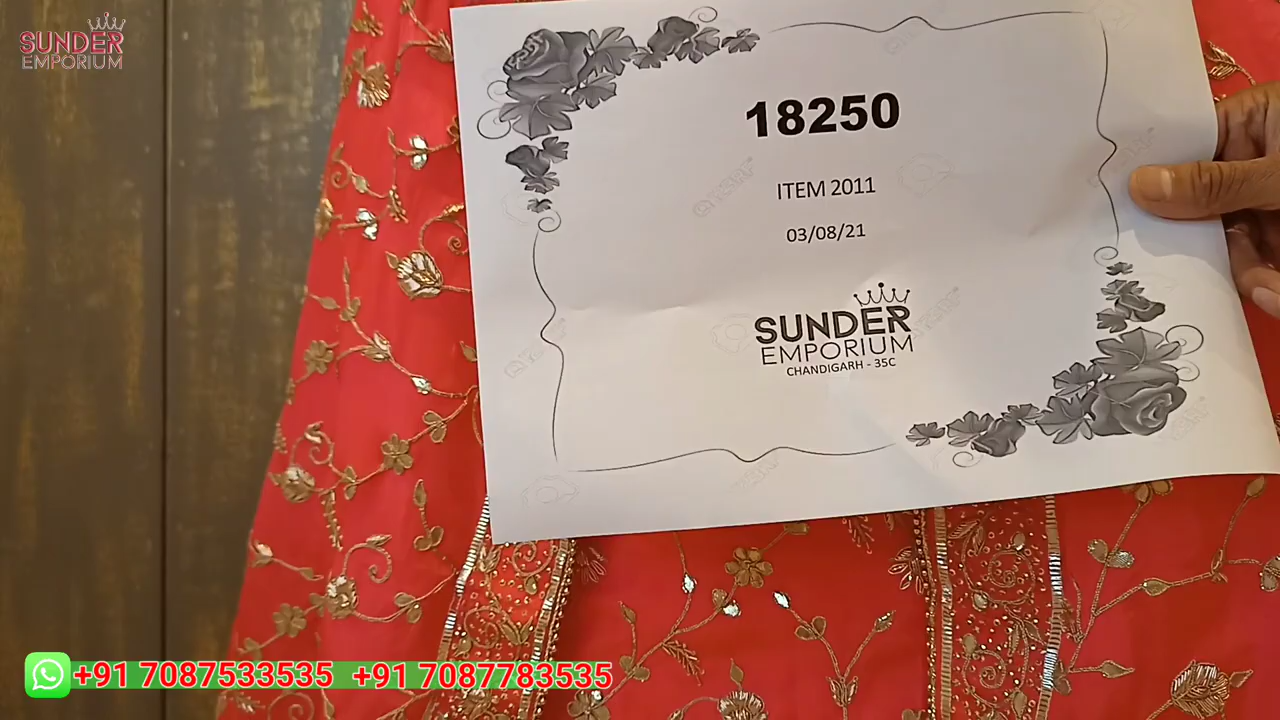 SUNDER
EMPORIUM
18250
ITEM 2011
03/08/21
SUNDER
EMPORIUM
CHANDIGARH - 35C
+91 7087533535 +91 7087783535